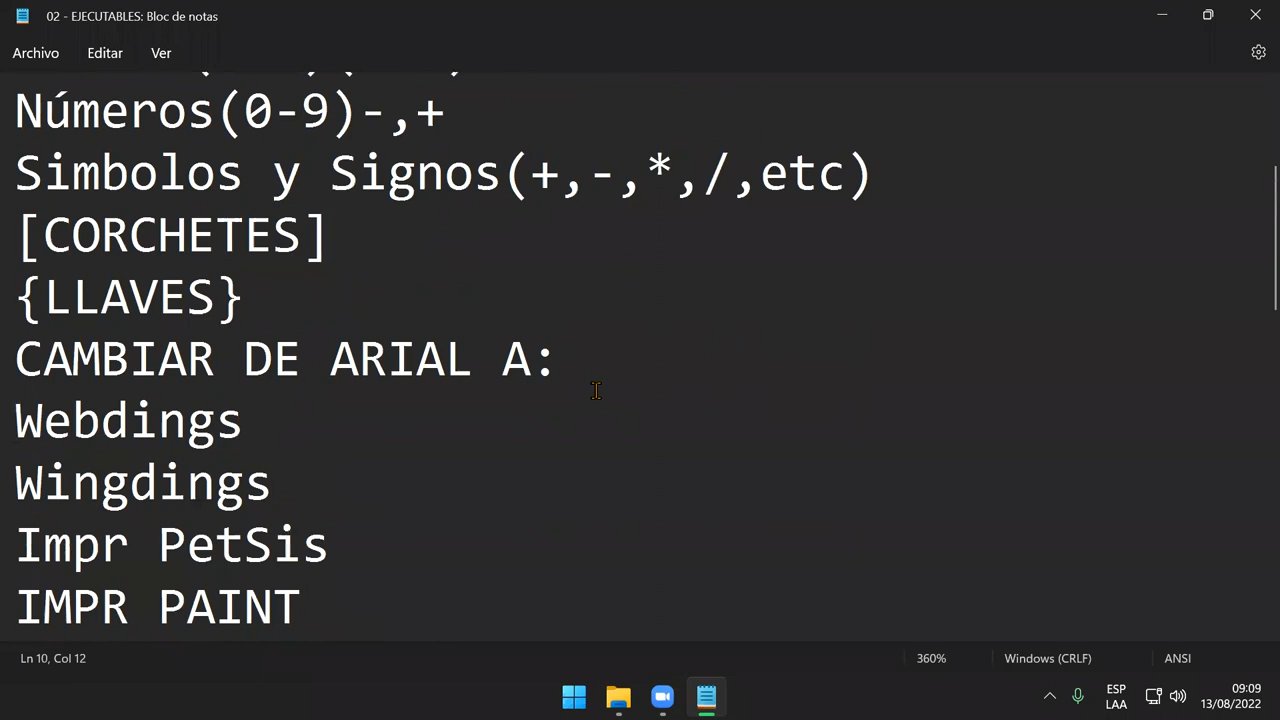 02 - EJECUTABLES: Bloc de notas
Archivo Editar Ver
Números(0-9)-,+
Simbolos y Signos(+,-,*,/,etc)
[CORCHETES]
{LLAVES}
CAMBIAR DE ARIAL A:
Webdings
Wingdings
Impr PetSis
IMPR PAINT
Ln 10, Col 12 360% Windows (CRLF) ANSI
ESP
LAA
09:09
13/08/2022